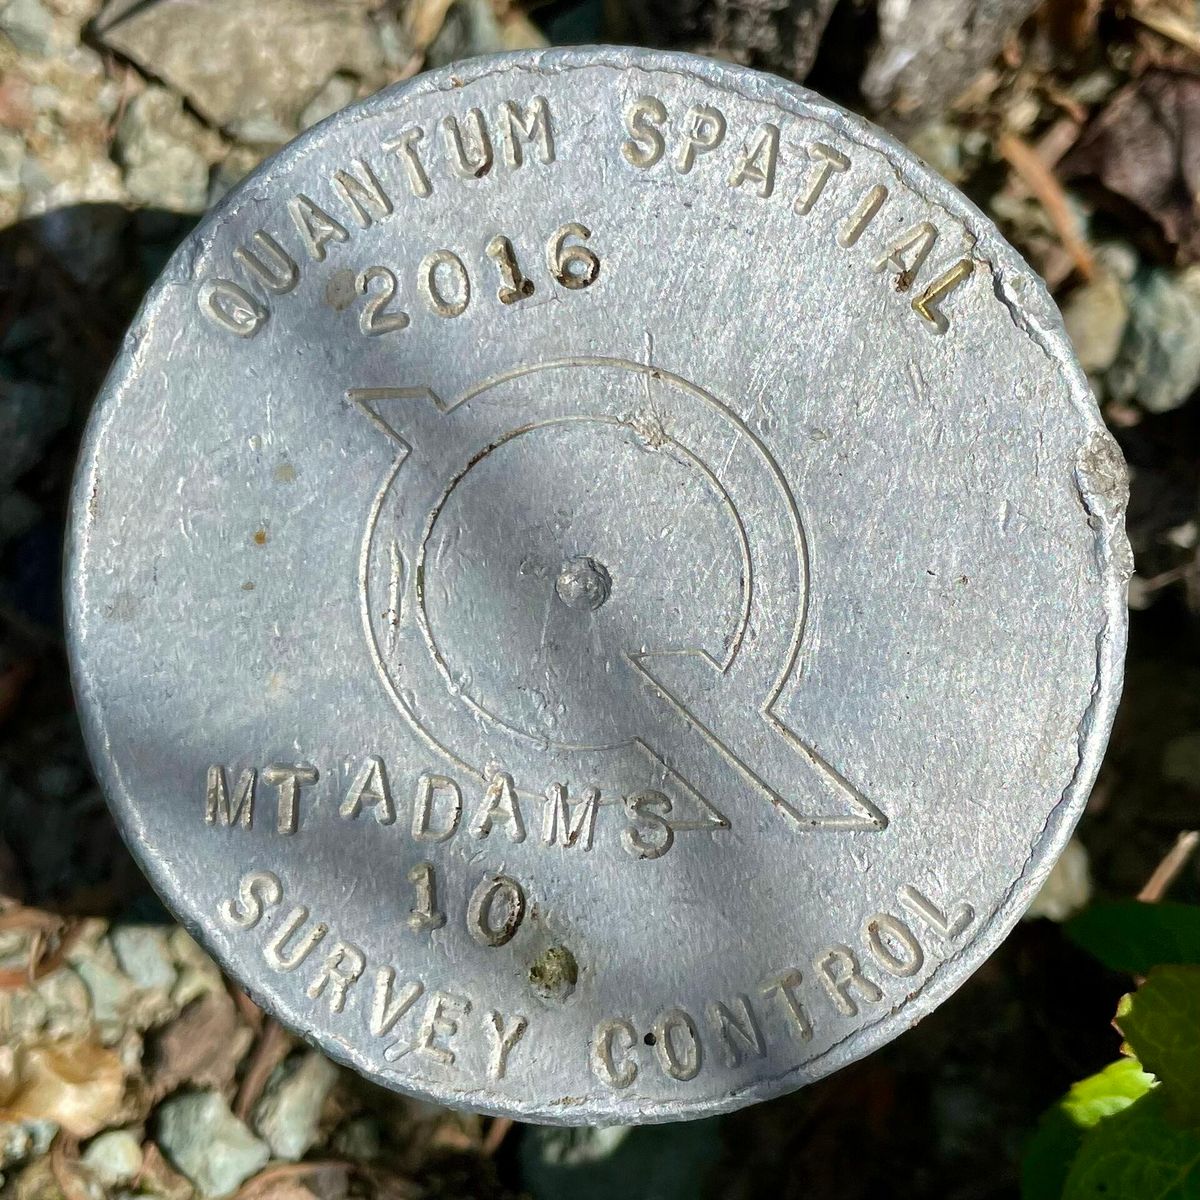 QUANTUM SPATIAL
2016
MT ADAMS
10
SURVEY CONTROL